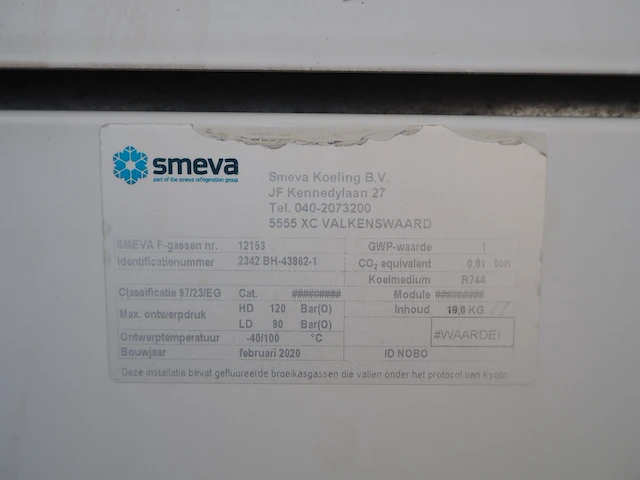 smeva
part of the smeva refrigeration group
Smeva Koeling B.V.
JF Kennedylaan 27
Tel. 040-2073200
5555 XC VALKENSWAARD
SMEVA F-gassen nr. 12153 GWP-waarde 1
Identificationummer 2342 BH-43862-1 CO2 equivalent 0,01 ton
Koelmedium R744
Classificatie 97/23/EG Cat. ######### Module #########
Max. ontwerpdruk HD 120 Bar(O) Inhoud KG
LD 90 Bar(O)
#WAARDE!
Ontwerptemperatuur -40/100 °C
Bouwjaar februari 2020 ID NOBO
Deze installatie bevat gefluoreerde broeikasgassen die vallen onder het protocol van Kyoto